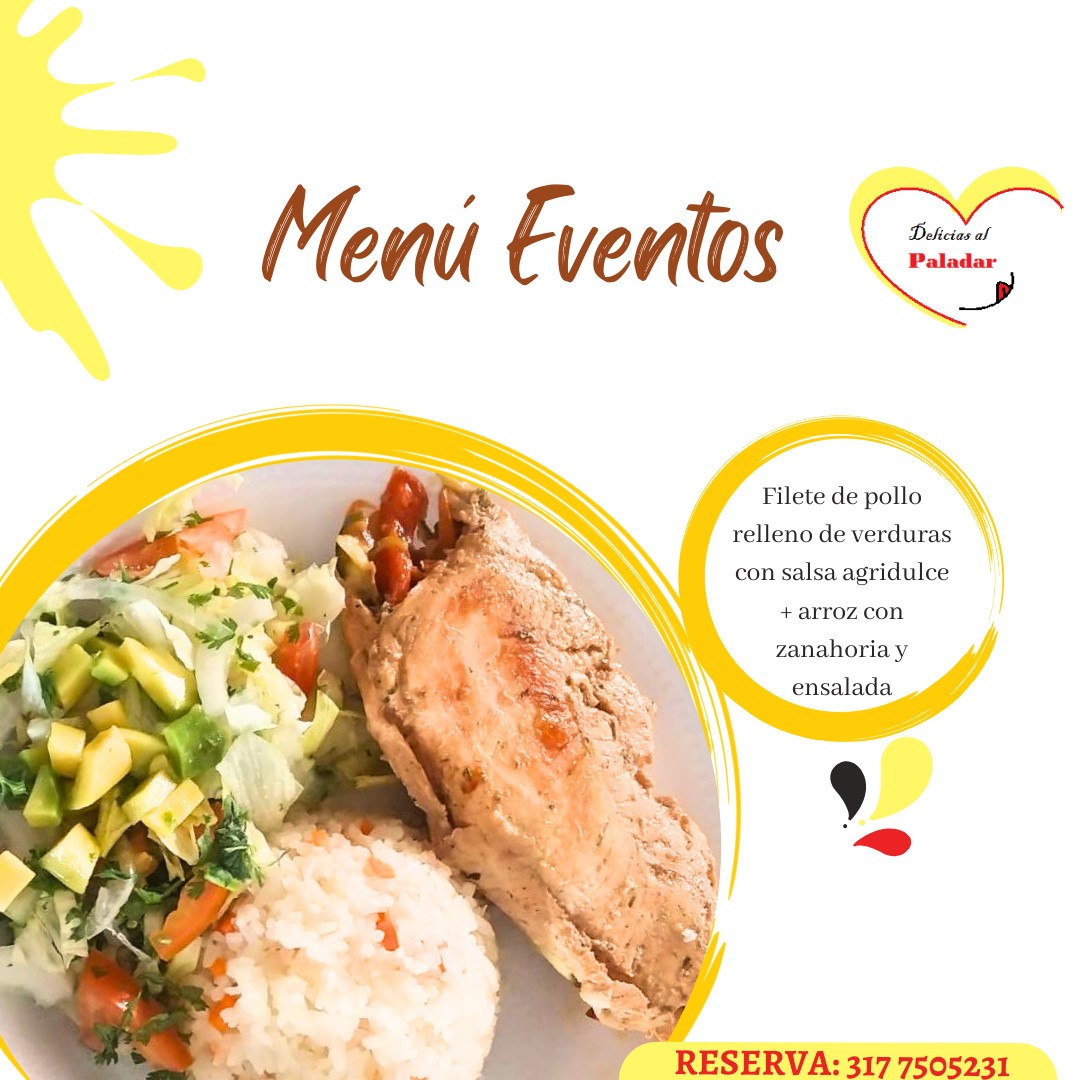 Menú Eventos
Delicias al
Paladar
Filete de pollo
relleno de verduras
con salsa agridulce
+ arroz con
zanahoria y
ensalada
RESERVA: 317 7505231